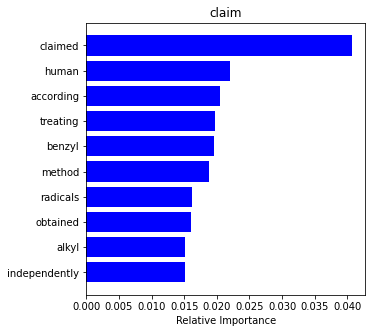 claim
claimed
human
according
treating
benzyl
method
radicals
obtained
alkyl
independently
0.000 0.005 0.010 0.015 0.020 0.025 0.030 0.035 0.040
Relative Importance